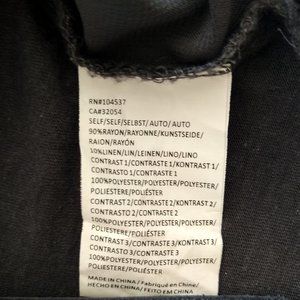 RN#104537
CA#32054
SELF/SELF/SELBST/ AUTO/ AUTO
90%RAYON/RAYONNE/KUNSTSEIDE/
RAION/RAYÓN
10%LINEN/LIN/LEINEN/LINO/LINO
CONTRAST 1/CONTRASTE 1/KONTRAST 1/
CONTRASTO 1/CONTRASTE 1
100%POLYESTER/POLYESTER/POLYESTER/
POLIESTERE/POLIÉSTER
CONTRAST 2/CONTRASTE 2/KONTRAST 2/
CONTRASTO 2/CONTRASTE 2
100%POLYESTER/POLYESTER/POLYESTER/
POLIESTERE/POLIÉSTER
CONTRAST 3/CONTRASTE 3/KONTRAST 3/
CONTRASTO 3/CONTRASTE 3
100%POLYESTER/POLYESTER/POLYESTER/
POLIESTERE/POLIÉSTER
MADE IN CHINA / Fabriqué en Chine/
HECHO EN CHINA / FEITO EM CHINA